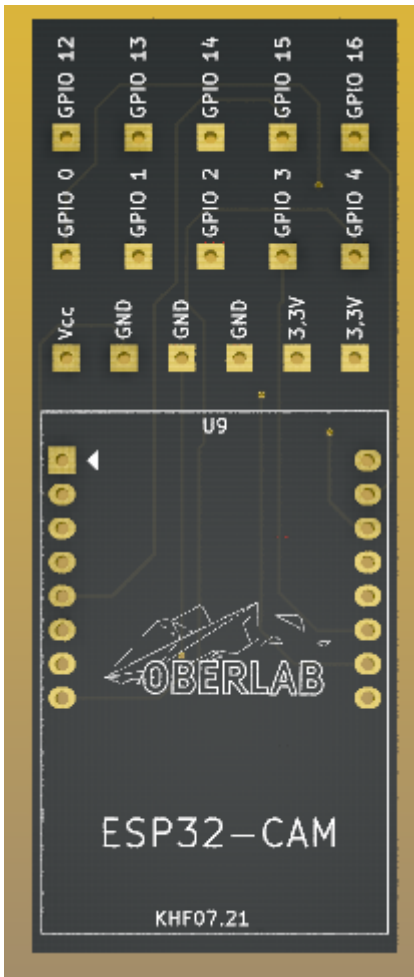 GPIO 12 GPIO 13 GPIO 14 GPIO 15 GPIO 16
GPIO 0 GPIO 1 GPIO 2 GPIO 3 GPIO 4
Vcc GND GND GND 3,3V 3,3V
U9
OBERLAB
ESP32-CAM
KHF07.21